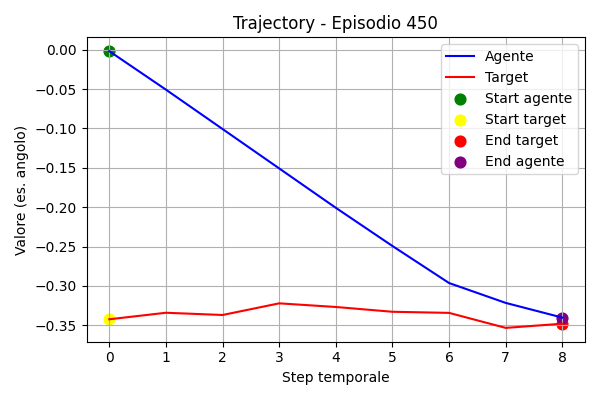 Trajectory - Episodio 450
Valore (es. angolo)
0.00
−0.05
−0.10
−0.15
−0.20
−0.25
−0.30
−0.35
Agente
Target
Start agente
Start target
End target
End agente
0 1 2 3 4 5 6 7 8
Step temporale